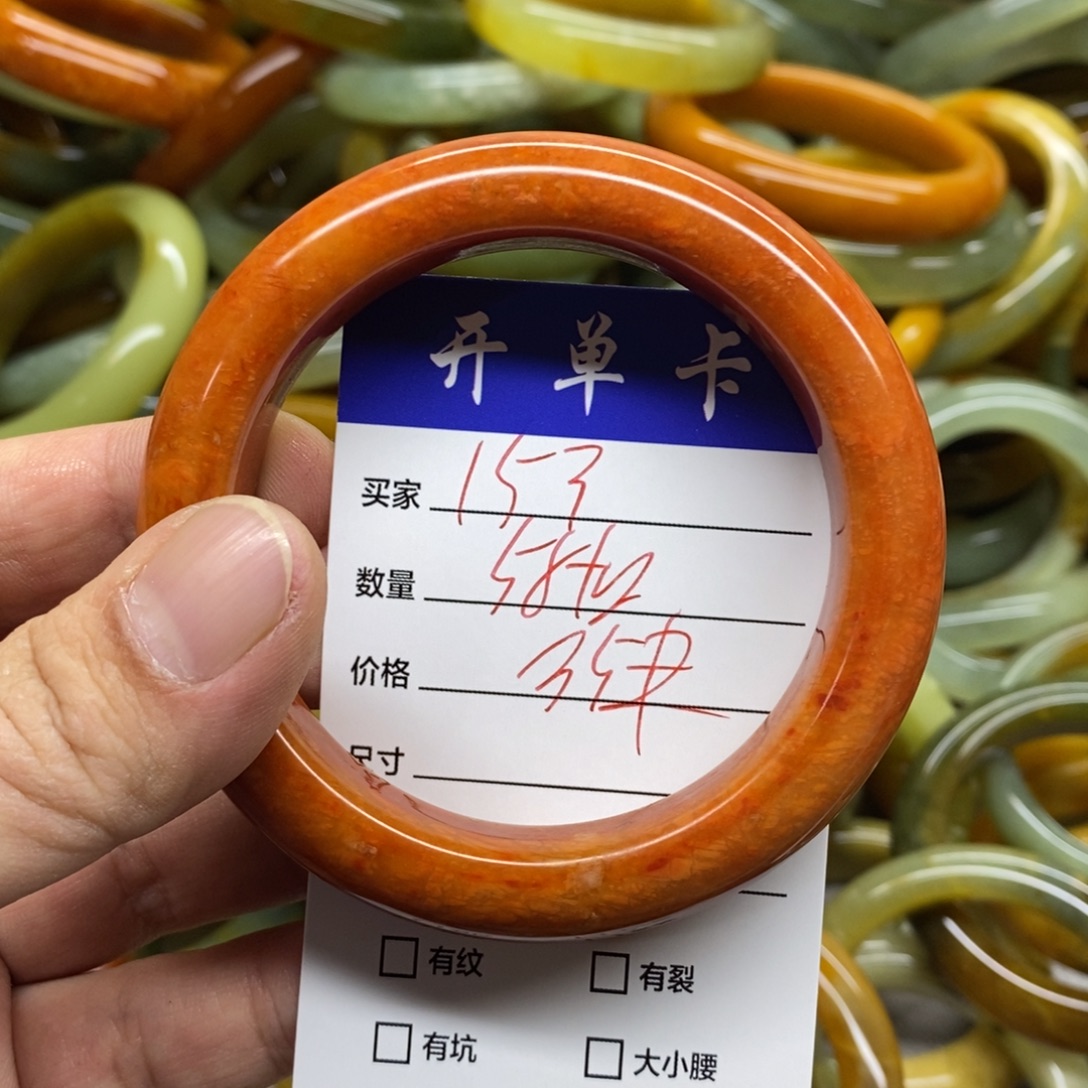 开单卡
买家 153
数量
价格
尺寸
有纹 有裂
有坑 大小腰